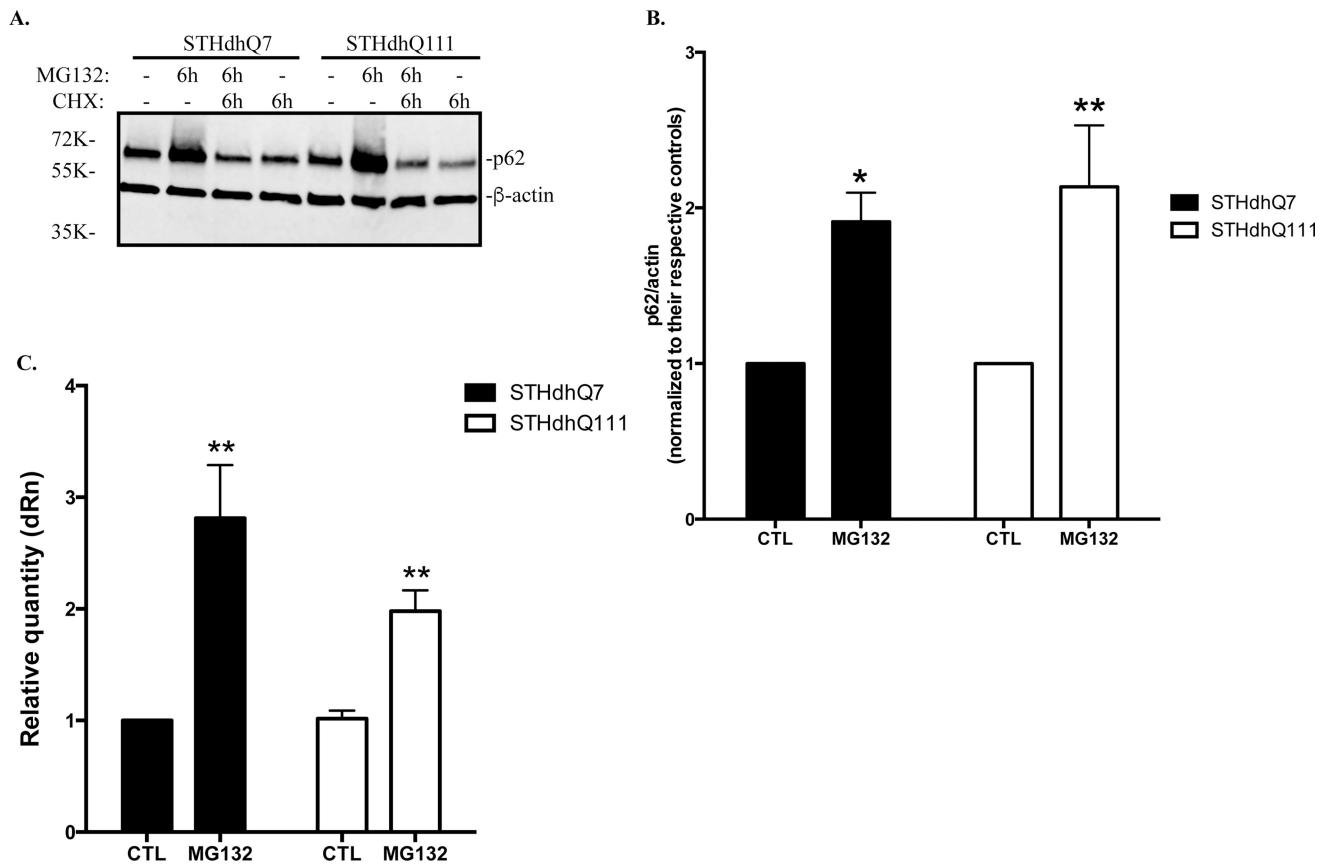 A.
STHdhQ7 STHdhQ111
MG132: - 6h 6h - - 6h 6h -
CHX: - - 6h 6h - - 6h 6h
72K-
55K-
35K-
-p62
-β-actin
B.
p62/actin
(normalized to their respective controls)
3
2
1
0
*
**
CTL MG132 CTL MG132
STHdhQ7
STHdhQ111
C.
Relative quantity (dRn)
4
3
2
1
0
**
**
CTL MG132 CTL MG132
STHdhQ7
STHdhQ111